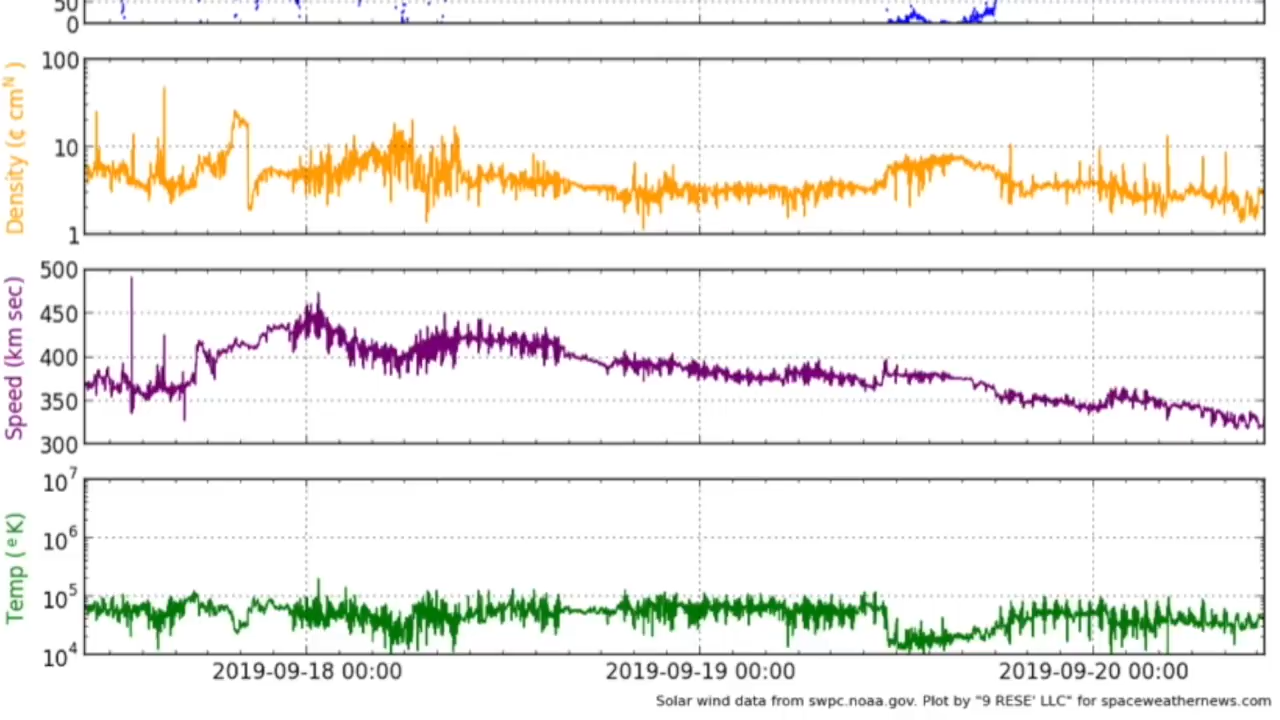 50
0
100
10
1
Density (¢ cmᴺ )
500
450
400
350
300
Speed (km sec)
10⁷
10⁶
10⁵
10⁴
Temp ( ᵉ K)
2019-09-18 00:00 2019-09-19 00:00 2019-09-20 00:00
Solar wind data from swpc.noaa.gov. Plot by "9 RESE' LLC" for spaceweathernews.com